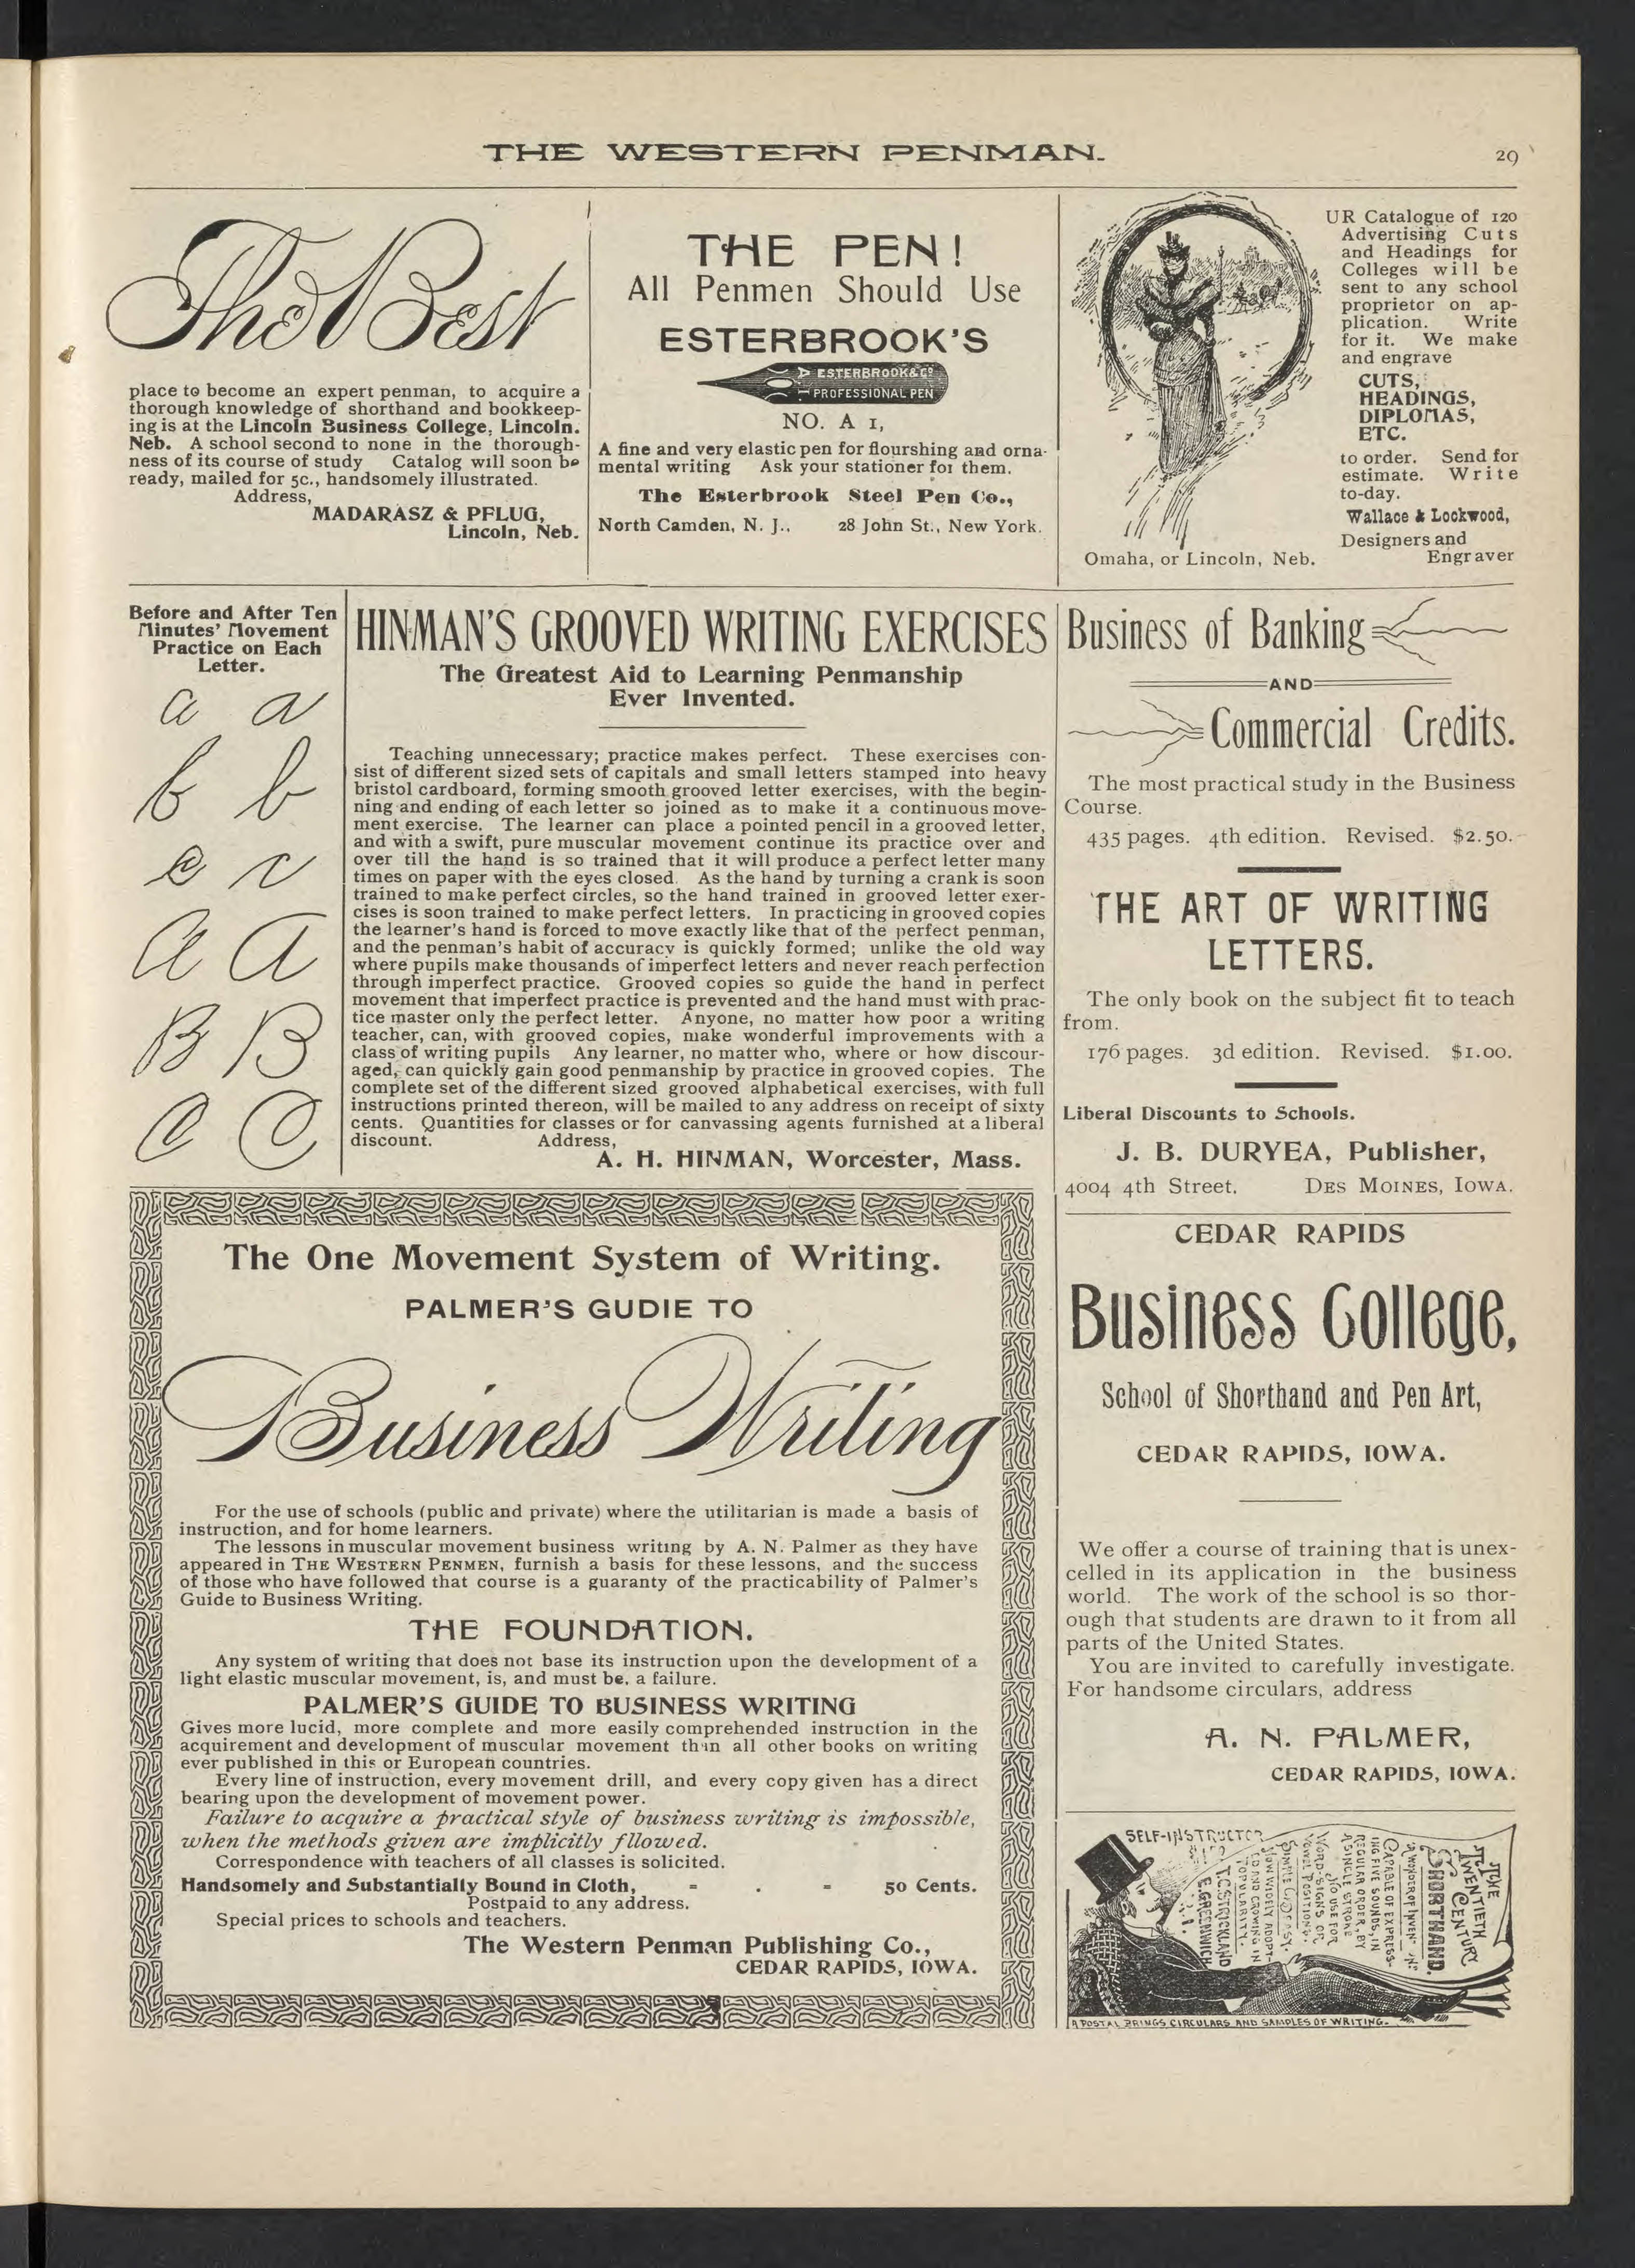 THE WESTERN PENMAN.
29
The Best
place to become an expert penman, to acquire a
thorough knowledge of shorthand and bookkeep-
ing is at the Lincoln Business College, Lincoln.
Neb. A school second to none in the thorough-
ness of its course of study Catalog will soon be
ready, mailed for 5c., handsomely illustrated.
Address,
MADARASZ & PFLUG,
Lincoln, Neb.
THE PEN!
All Penmen Should Use
ESTERBROOK'S
ESTERBROOK & Co
PROFESSIONAL PEN
NO. A 1,
A fine and very elastic pen for flourshing and orna-
mental writing Ask your stationer for them.
The Esterbrook Steel Pen Co.,
North Camden, N. J.. 28 John St., New York.
OUR Catalogue of 120
Advertising Cuts
and Headings for
Colleges will be
sent to any school
proprietor on ap-
plication. Write
for it. We make
and engrave
CUTS,
HEADINGS,
DIPLOMAS,
ETC.
to order. Send for
estimate. Write
to-day.
Wallace & Lockwood,
Designers and
Engraver
Omaha, or Lincoln, Neb.
Before and After Ten
Minutes' Movement
Practice on Each
Letter.
a a
b b
c c
A A
B B
C C
HINMAN'S GROOVED WRITING EXERCISES
The Greatest Aid to Learning Penmanship
Ever Invented.
Teaching unnecessary; practice makes perfect. These exercises con-
sist of different sized sets of capitals and small letters stamped into heavy
bristol cardboard, forming smooth grooved letter exercises, with the begin-
ning and ending of each letter so joined as to make it a continuous move-
ment exercise. The learner can place a pointed pencil in a grooved letter,
and with a swift, pure muscular movement continue its practice over and
over till the hand is so trained that it will produce a perfect letter many
times on paper with the eyes closed. As the hand by turning a crank is soon
trained to make perfect circles, so the hand trained in grooved letter exer-
cises is soon trained to make perfect letters. In practicing in grooved copies
the learner's hand is forced to move exactly like that of the perfect penman,
and the penman's habit of accuracy is quickly formed; unlike the old way
where pupils make thousands of imperfect letters and never reach perfection
through imperfect practice. Grooved copies so guide the hand in perfect
movement that imperfect practice is prevented and the hand must with prac-
tice master only the perfect letter. Anyone, no matter how poor a writing
teacher, can, with grooved copies, make wonderful improvements with a
class of writing pupils Any learner, no matter who, where or how discour-
aged, can quickly gain good penmanship by practice in grooved copies. The
complete set of the different sized grooved alphabetical exercises, with full
instructions printed thereon, will be mailed to any address on receipt of sixty
cents. Quantities for classes or for canvassing agents furnished at a liberal
discount. Address,
A. H. HINMAN, Worcester, Mass.
Business of Banking
AND
Commercial Credits.
The most practical study in the Business
Course.
435 pages. 4th edition. Revised. $2.50.
THE ART OF WRITING
LETTERS.
The only book on the subject fit to teach
from.
176 pages. 3d edition. Revised. $1.00.
Liberal Discounts to Schools.
J. B. DURYEA, Publisher,
4004 4th Street. DES MOINES, IOWA.
The One Movement System of Writing.
PALMER'S GUDIE TO
Business Writing
For the use of schools (public and private) where the utilitarian is made a basis of
instruction, and for home learners.
The lessons in muscular movement business writing by A. N. Palmer as they have
appeared in THE WESTERN PENMEN, furnish a basis for these lessons, and the success
of those who have followed that course is a guaranty of the practicability of Palmer's
Guide to Business Writing.
THE FOUNDATION.
Any system of writing that does not base its instruction upon the development of a
light elastic muscular movement, is, and must be, a failure.
PALMER'S GUIDE TO BUSINESS WRITING
Gives more lucid, more complete and more easily comprehended instruction in the
acquirement and development of muscular movement than all other books on writing
ever published in this or European countries.
Every line of instruction, every movement drill, and every copy given has a direct
bearing upon the development of movement power.
Failure to acquire a practical style of business writing is impossible,
when the methods given are implicitly fllowed.
Correspondence with teachers of all classes is solicited.
Handsomely and Substantially Bound in Cloth, - . - 50 Cents.
Postpaid to any address.
Special prices to schools and teachers.
The Western Penman Publishing Co.,
CEDAR RAPIDS, IOWA.
CEDAR RAPIDS
Business College,
School of Shorthand and Pen Art,
CEDAR RAPIDS, IOWA.
We offer a course of training that is unex-
celled in its application in the business
world. The work of the school is so thor-
ough that students are drawn to it from all
parts of the United States.
You are invited to carefully investigate.
For handsome circulars, address
A. N. PALMER,
CEDAR RAPIDS, IOWA.
SELF-INSTRUCTOR
THE
TWENTIETH
CENTURY
SHORTHAND.
A WONDER OF
CAPABLE OF EXPRESS-
ING FIVE SOUNDS, IN
REGULAR ORDER, BY
A SINGLE STROKE
NO USE FOR
WORD-SIGNS OR
VOWEL POSITIONS.
SIMPLE
NOW WIDELY ADOPT-
ED AND GROWING IN
POPULARITY.
T.C. STRICKLAND
E. GREENWICH
R.I.
A POSTAL BRINGS CIRCULARS AND SAMPLES OF WRITING.